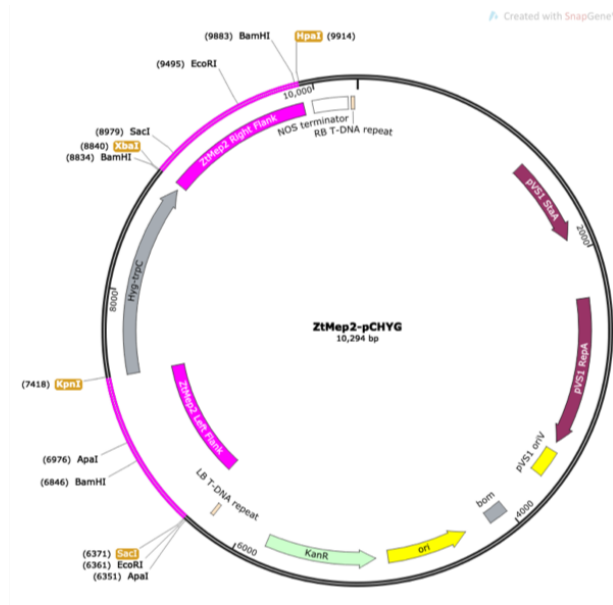 Created with SnapGene
(9883) BamHI HpaI (9914)
(9495) EcoRI
10,000
NOS terminator
RB T-DNA repeat
ZtMep2 Right Flank
(8979) SacI
(8840) XbaI
(8834) BamHI
pVS1 StaA
2000
Hyg-trpC
8000
ZtMep2-pCHYG
10,294 bp
pVS1 RepA
(7418) KpnI
ZtMep2 Left Flank
(6976) ApaI
(6846) BamHI
pVS1 oriV
LB T-DNA repeat
bom
4000
(6371) SacI
(6361) EcoRI
(6351) ApaI
6000
KanR
ori